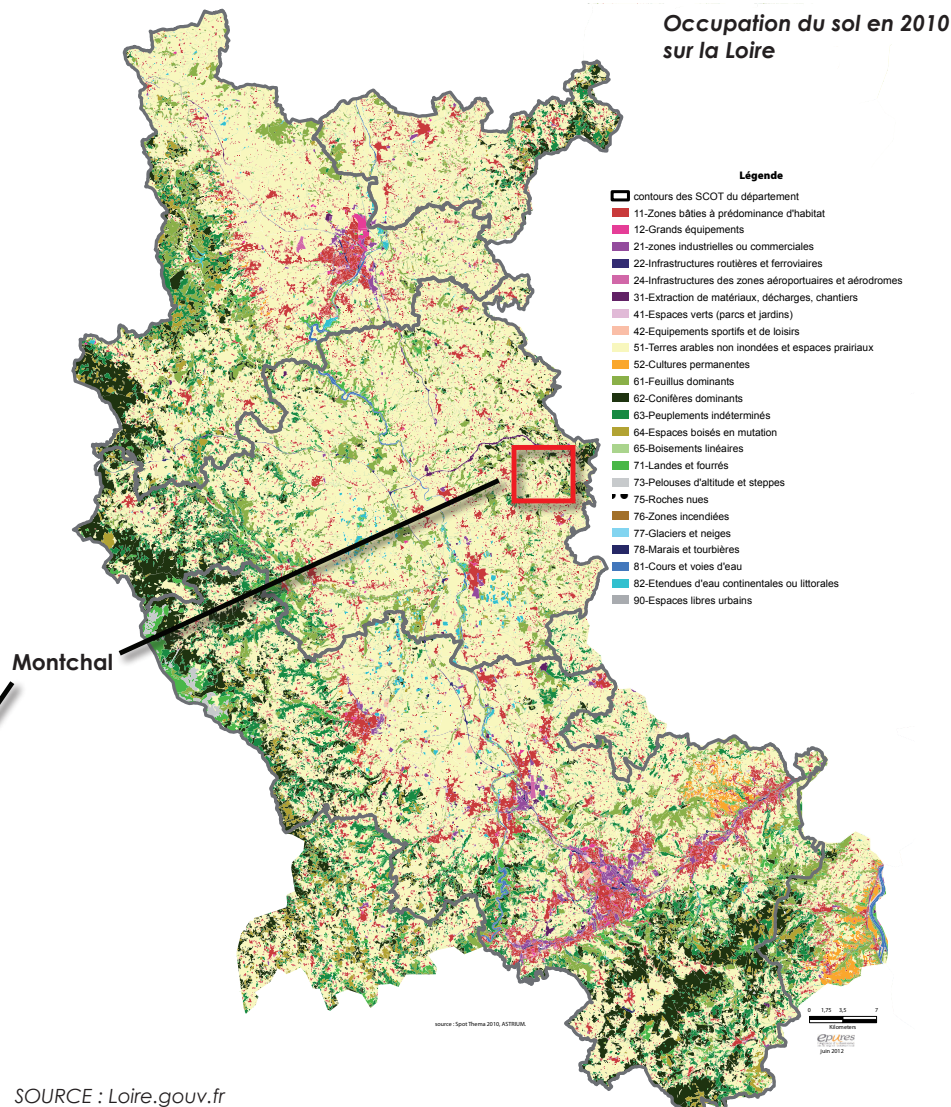 Occupation du sol en 2010
sur la Loire
Légende
contours des SCOT du département
11-Zones bâties à prédominance d'habitat
12-Grands équipements
21-zones industrielles ou commerciales
22-Infrastructures routières et ferroviaires
24-Infrastructures des zones aéroportuaires et aérodromes
31-Extraction de matériaux, décharges, chantiers
41-Espaces verts (parcs et jardins)
42-Equipements sportifs et de loisirs
51-Terres arables non inondées et espaces prairiaux
52-Cultures permanentes
61-Feuillus dominants
62-Conifères dominants
63-Peuplements indéterminés
64-Espaces boisés en mutation
65-Boisements linéaires
71-Landes et fourrés
73-Pelouses d'altitude et steppes
75-Roches nues
76-Zones incendiées
77-Glaciers et neiges
78-Marais et tourbières
81-Cours et voies d'eau
82-Etendues d'eau continentales ou littorales
90-Espaces libres urbains
Montchal
source : Spot Thema 2010, ASTRIUM.
0 1,75 3,5 7
Kilometers
epures
juin 2012
SOURCE : Loire.gouv.fr